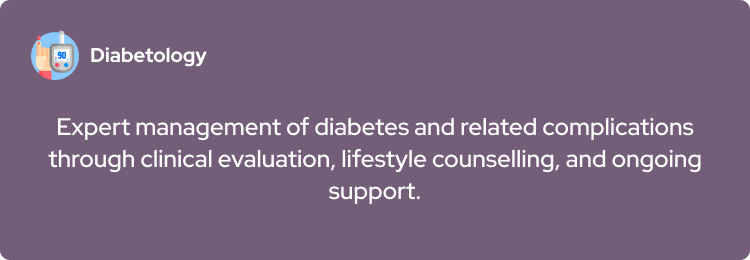 90
Diabetology
Expert management of diabetes and related complications
through clinical evaluation, lifestyle counselling, and ongoing
support.